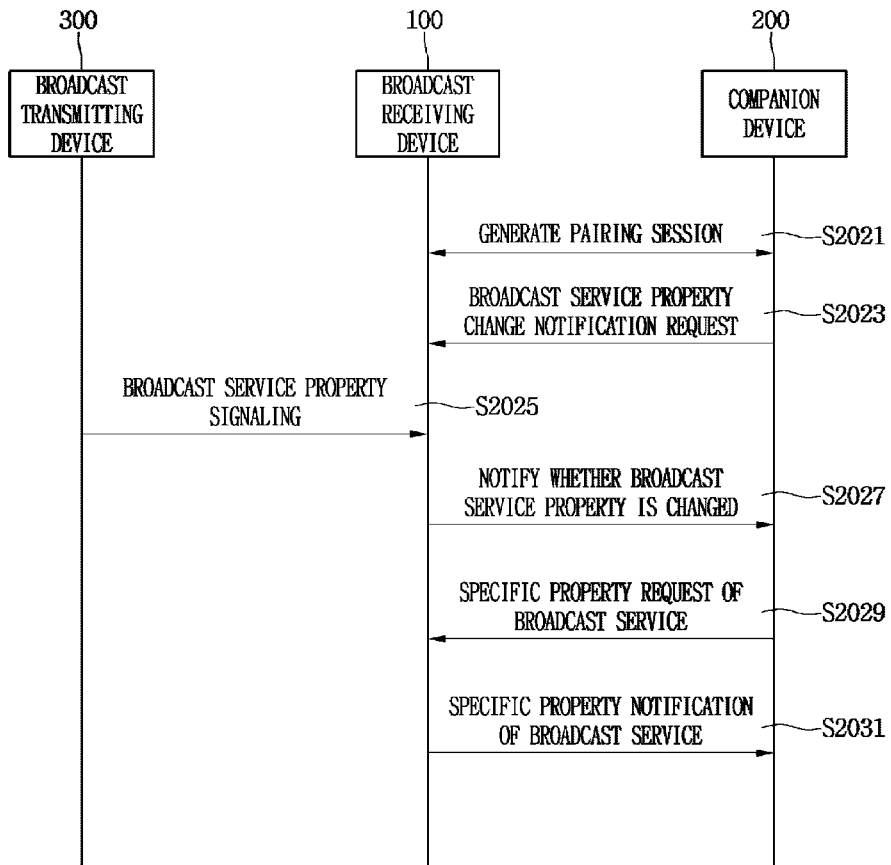 300
100
200
BROADCAST
TRANSMITTING
DEVICE
BROADCAST
RECEIVING
DEVICE
COMPANION
DEVICE
GENERATE PAIRING SESSION
S2021
BROADCAST SERVICE PROPERTY
CHANGE NOTIFICATION REQUEST
S2023
BROADCAST SERVICE PROPERTY
SIGNALING
S2025
NOTIFY WHETHER BROADCAST
SERVICE PROPERTY IS CHANGED
S2027
SPECIFIC PROPERTY REQUEST OF
BROADCAST SERVICE
S2029
SPECIFIC PROPERTY NOTIFICATION
OF BROADCAST SERVICE
S2031